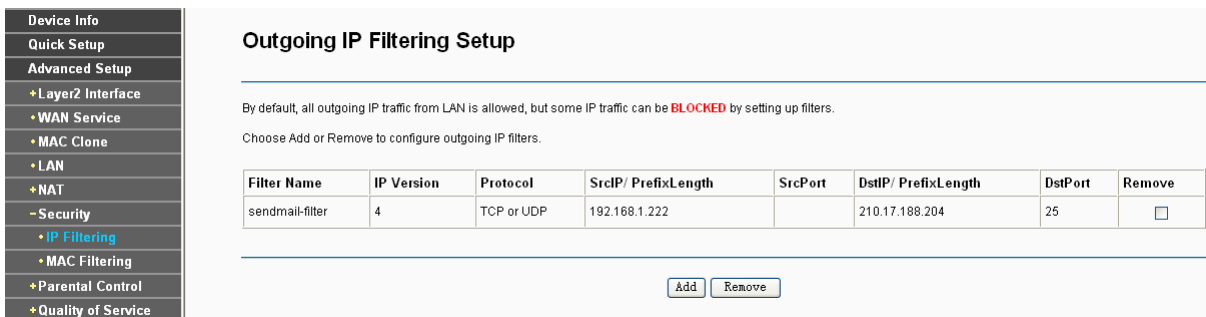 Device Info
Quick Setup
Advanced Setup
+Layer2 Interface
•WAN Service
•MAC Clone
•LAN
+NAT
−Security
•IP Filtering
•MAC Filtering
+Parental Control
+Quality of Service
Outgoing IP Filtering Setup
By default, all outgoing IP traffic from LAN is allowed, but some IP traffic can be BLOCKED by setting up filters.
Choose Add or Remove to configure outgoing IP filters.
Filter Name IP Version Protocol SrcIP/ PrefixLength SrcPort DstIP/ PrefixLength DstPort Remove
sendmail-filter 4 TCP or UDP 192.168.1.222 210.17.188.204 25
Add Remove